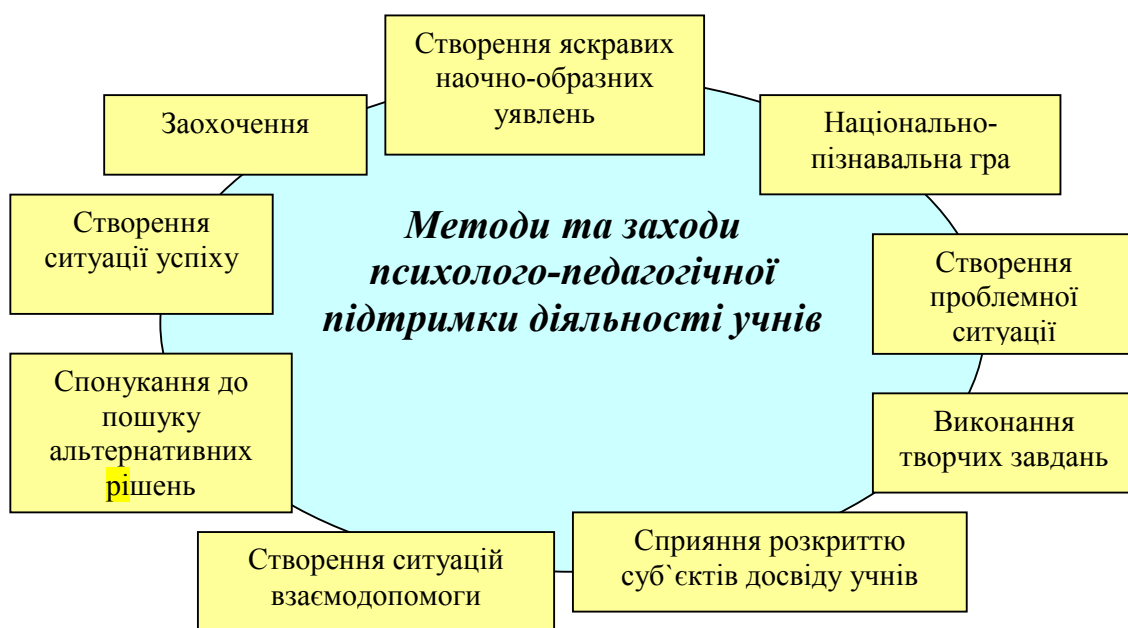 Створення яскравих
наочно-образних
уявлень
Заохочення
Національно-
пізнавальна гра
Створення
ситуації успіху
Методи та заходи
психолого-педагогічної
підтримки діяльності учнів
Створення
проблемної
ситуації
Спонукання до
пошуку
альтернативних
рішень
Виконання
творчих завдань
Створення ситуацій
взаємодопомоги
Сприяння розкриттю
суб`єктів досвіду учнів